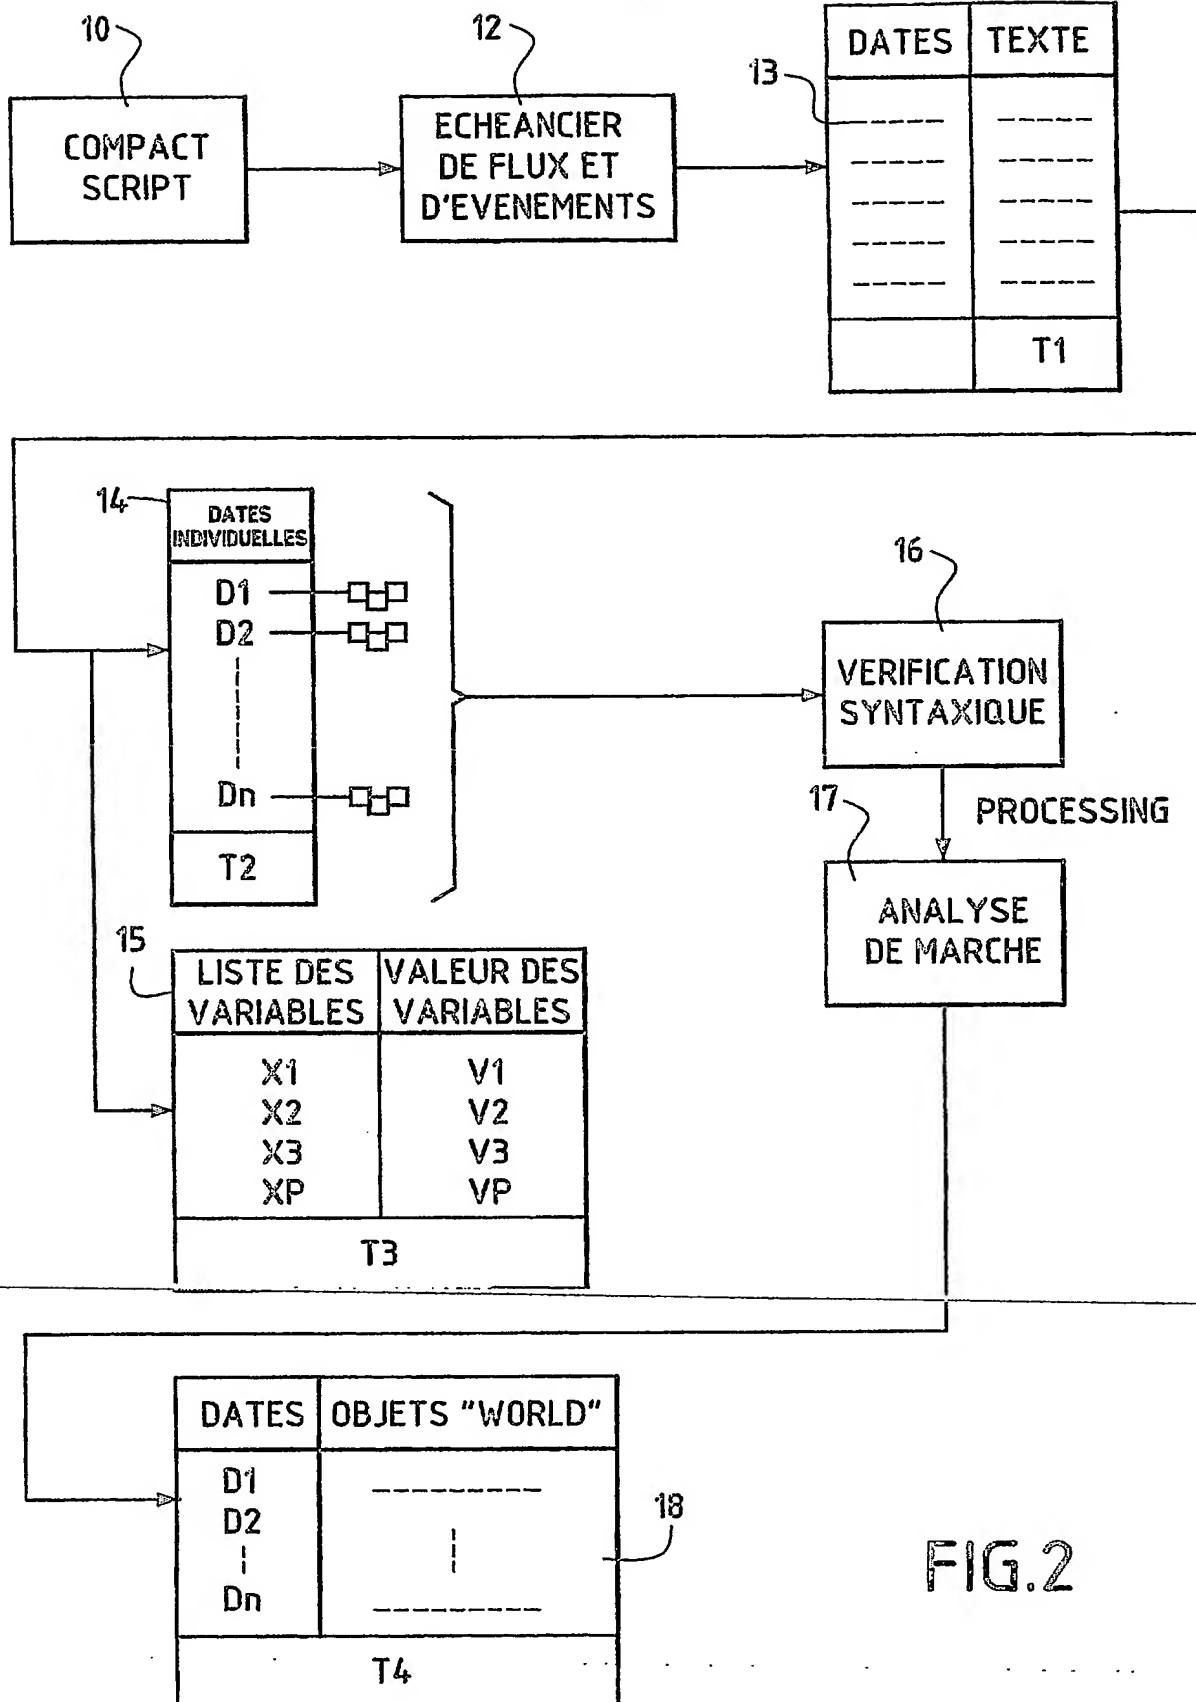 10
12
13
COMPACT
SCRIPT
ECHEANCIER
DE FLUX ET
D'EVENEMENTS
DATES TEXTE
T1
14
DATES
INDIVIDUELLES
D1
D2
Dn
T2
16
VERIFICATION
SYNTAXIQUE
PROCESSING
17
ANALYSE
DE MARCHE
15
LISTE DES
VARIABLES
VALEUR DES
VARIABLES
X1 V1
X2 V2
X3 V3
XP VP
T3
DATES OBJETS "WORLD"
D1
D2
Dn
18
T4
FIG.2